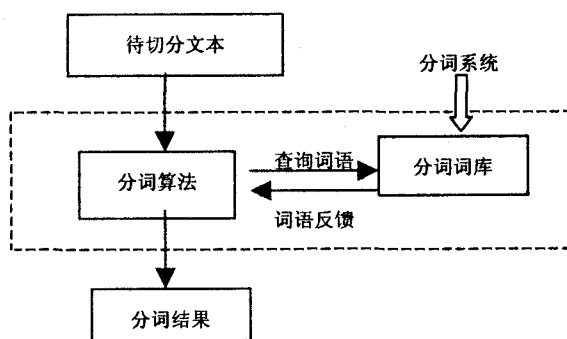 待切分文本
分词系统
查询词语
分词算法
分词词库
词语反馈
分词结果